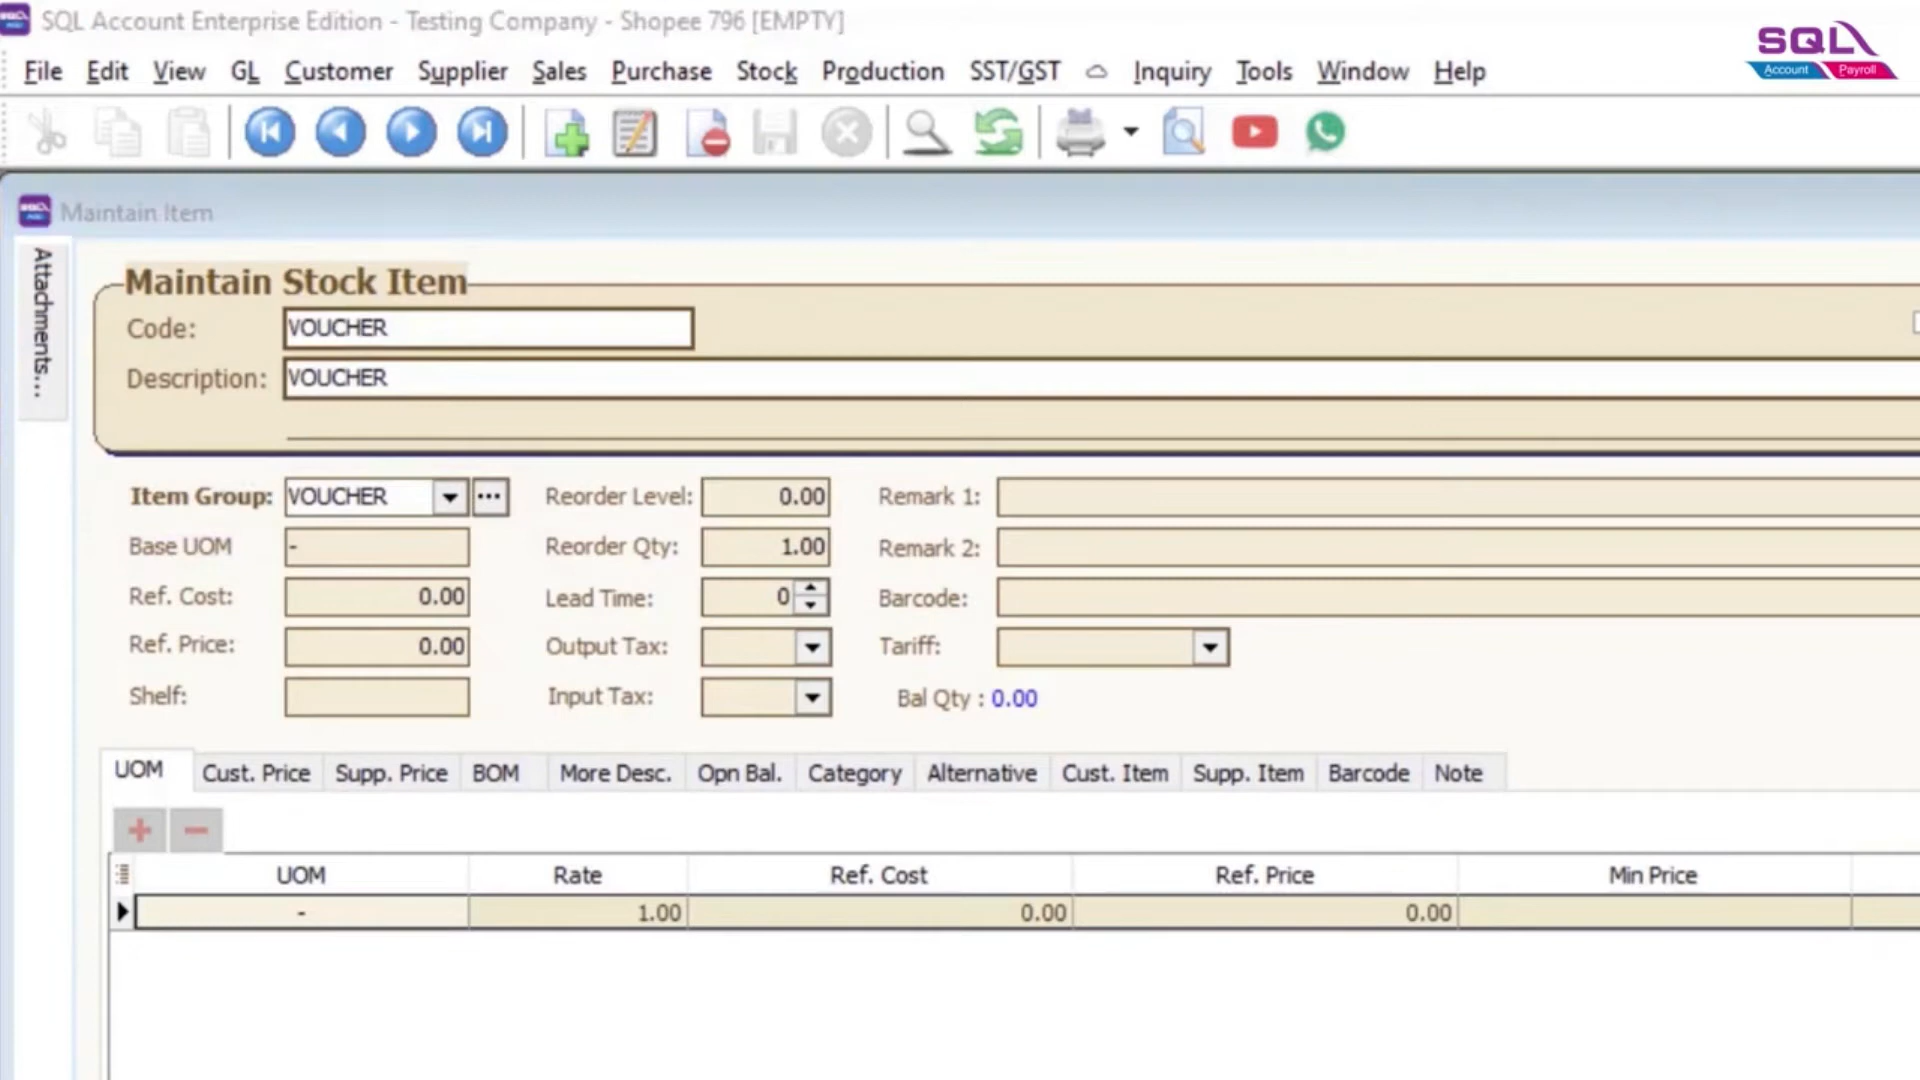 SQL Account Enterprise Edition - Testing Company - Shopee 796 [EMPTY]
SQL
Account Payroll
File Edit View GL Customer Supplier Sales Purchase Stock Production SST/GST Inquiry Tools Window Help
Maintain Item
Attachments...
Maintain Stock Item
Code: VOUCHER
Description: VOUCHER
Item Group: VOUCHER ... Reorder Level: 0.00 Remark 1:
Base UOM - Reorder Qty: 1.00 Remark 2:
Ref. Cost: 0.00 Lead Time: 0 Barcode:
Ref. Price: 0.00 Output Tax: Tariff:
Shelf: Input Tax: Bal Qty : 0.00
UOM Cust. Price Supp. Price BOM More Desc. Opn Bal. Category Alternative Cust. Item Supp. Item Barcode Note
UOM Rate Ref. Cost Ref. Price Min Price
- 1.00 0.00 0.00